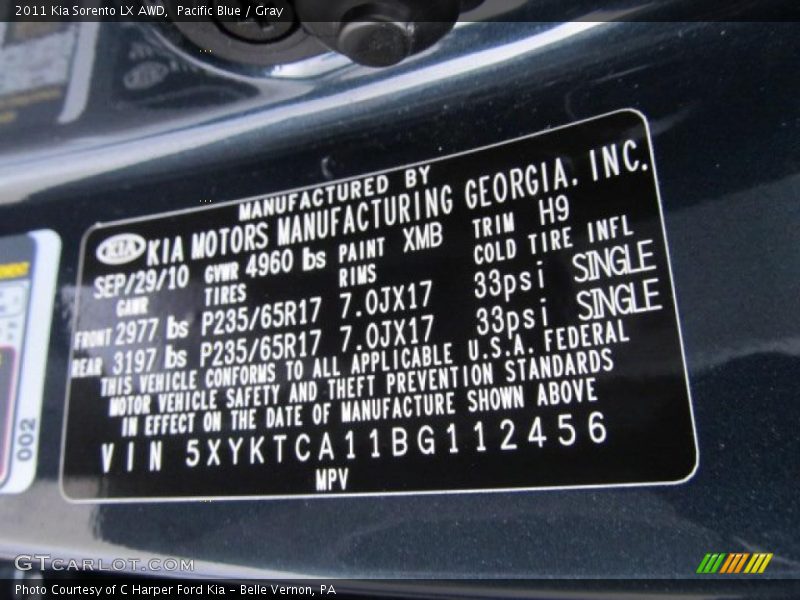 2011 Kia Sorento LX AWD, Pacific Blue / Gray
MANUFACTURED BY
KIA KIA MOTORS MANUFACTURING GEORGIA. INC.
SEP/29/10 GVWR 4960 lbs PAINT XMB TRIM H9
GAWR TIRES RIMS COLD TIRE INFL
FRONT 2977 lbs P235/65R17 7.0JX17 33psi SINGLE
REAR 3197 lbs P235/65R17 7.0JX17 33psi SINGLE
THIS VEHICLE CONFORMS TO ALL APPLICABLE U.S.A. FEDERAL
MOTOR VEHICLE SAFETY AND THEFT PREVENTION STANDARDS
IN EFFECT ON THE DATE OF MANUFACTURE SHOWN ABOVE
VIN 5XYKTCA11BG112456
MPV
002
GTCARLOT.COM
Photo Courtesy of C Harper Ford Kia - Belle Vernon, PA